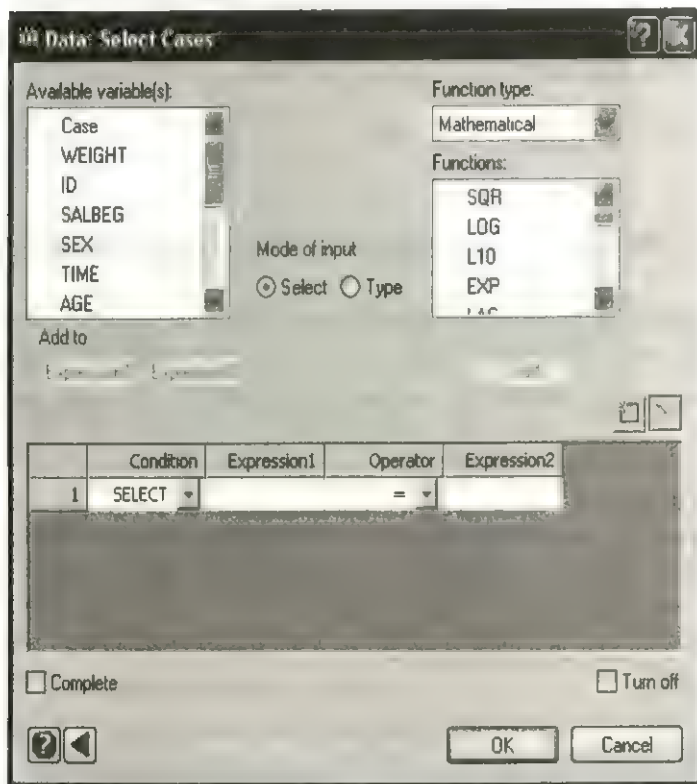 Data: Select Cases
Available variable(s):
Case
WEIGHT
ID
SALBEG
SEX
TIME
AGE
Mode of input
Select Type
Function type:
Mathematical
Functions:
SQR
LOG
L10
EXP
Add to
Condition Expression1 Operator Expression2
1 SELECT =
Complete
Turn off
OK Cancel